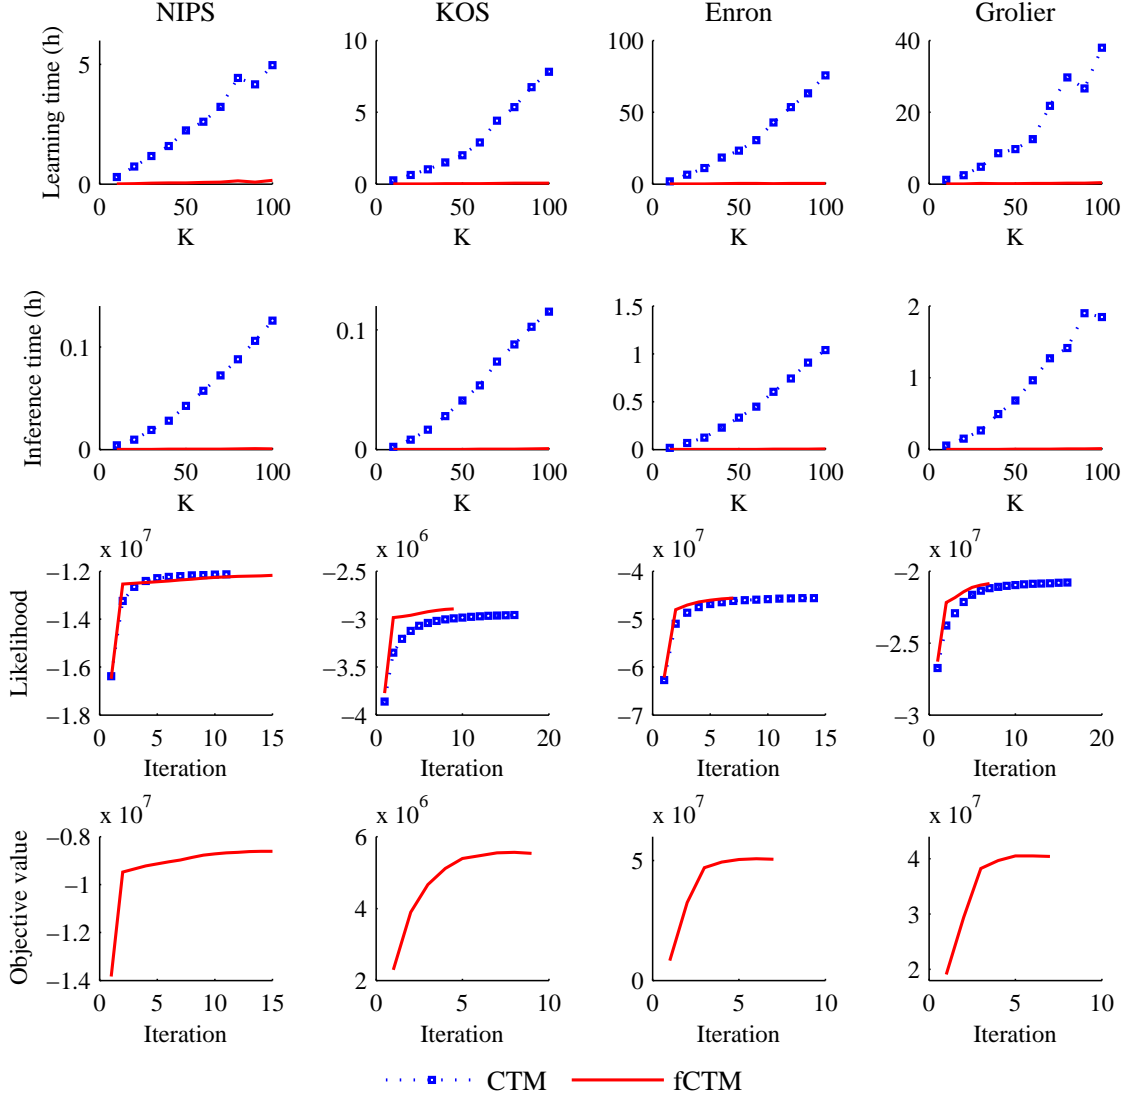 NIPS KOS Enron Grolier
Learning time (h)
5
0
0 50 100
K
10
5
0
0 50 100
K
100
50
0
0 50 100
K
40
20
0
0 50 100
K
Inference time (h)
0.1
0
0 50 100
K
0.1
0
0 50 100
K
1.5
1
0.5
0
0 50 100
K
2
1
0
0 50 100
K
Likelihood
x 10^7
−1.2
−1.4
−1.6
−1.8
0 5 10 15
Iteration
x 10^6
−2.5
−3
−3.5
−4
0 10 20
Iteration
x 10^7
−4
−5
−6
−7
0 5 10 15
Iteration
x 10^7
−2
−2.5
−3
0 10 20
Iteration
Objective value
x 10^7
−0.8
−1
−1.2
−1.4
0 5 10 15
Iteration
x 10^6
6
4
2
0 5 10
Iteration
x 10^7
5
0
0 5 10
Iteration
x 10^7
4
3
2
0 5 10
Iteration
CTM fCTM